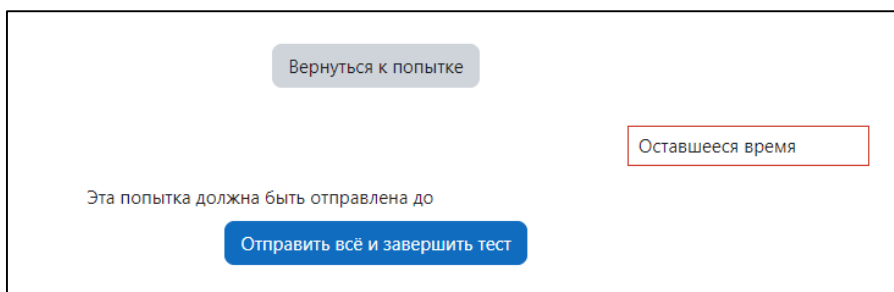 Вернуться к попытке
Оставшееся время
Эта попытка должна быть отправлена до
Отправить всё и завершить тест